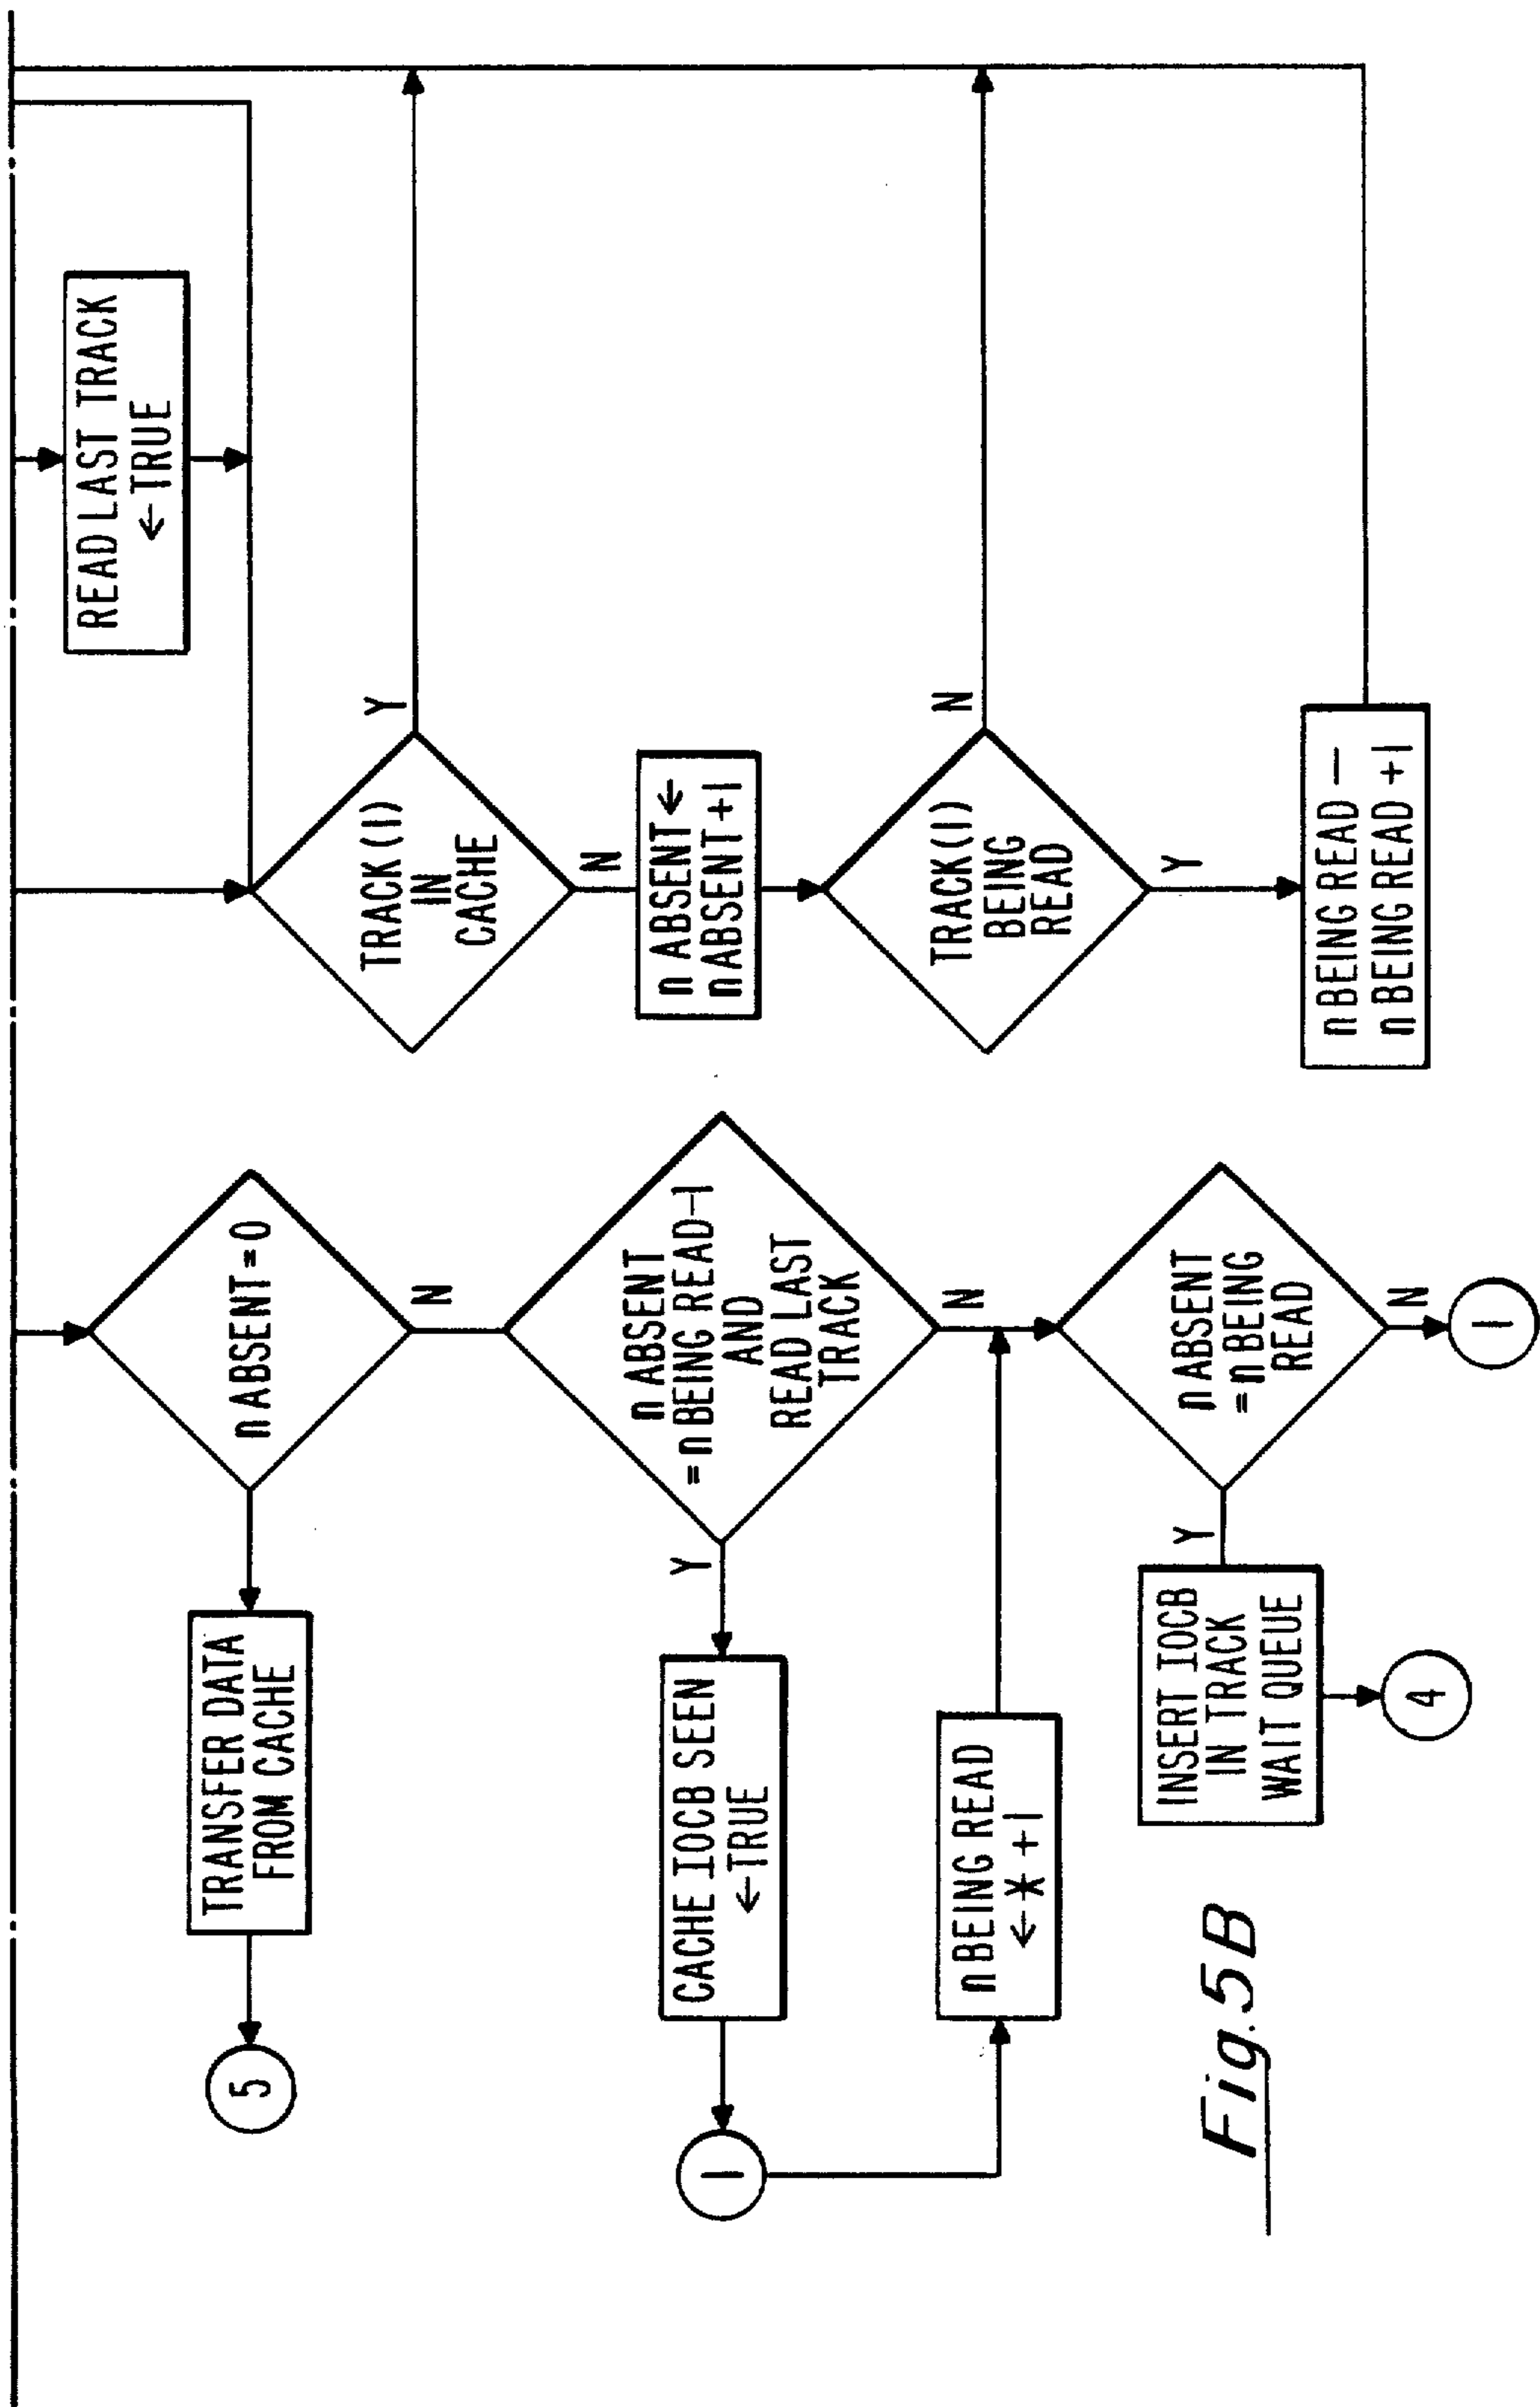 READ LAST TRACK
← TRUE
TRACK (I)
IN
CACHE
Y
N
n ABSENT ←
n ABSENT + I
TRACK (I)
BEING
READ
N
Y
n BEING READ —
n BEING READ + I
n ABSENT = 0
N
TRANSFER DATA
FROM CACHE
5
n ABSENT
= n BEING READ - I
AND
READ LAST
TRACK
Y
N
CACHE IOCB SEEN
← TRUE
I
n BEING READ
← * + I
n ABSENT
= n BEING
READ
Y
N
I
INSERT IOCB
IN TRACK
WAIT QUEUE
4
Fig. 5B